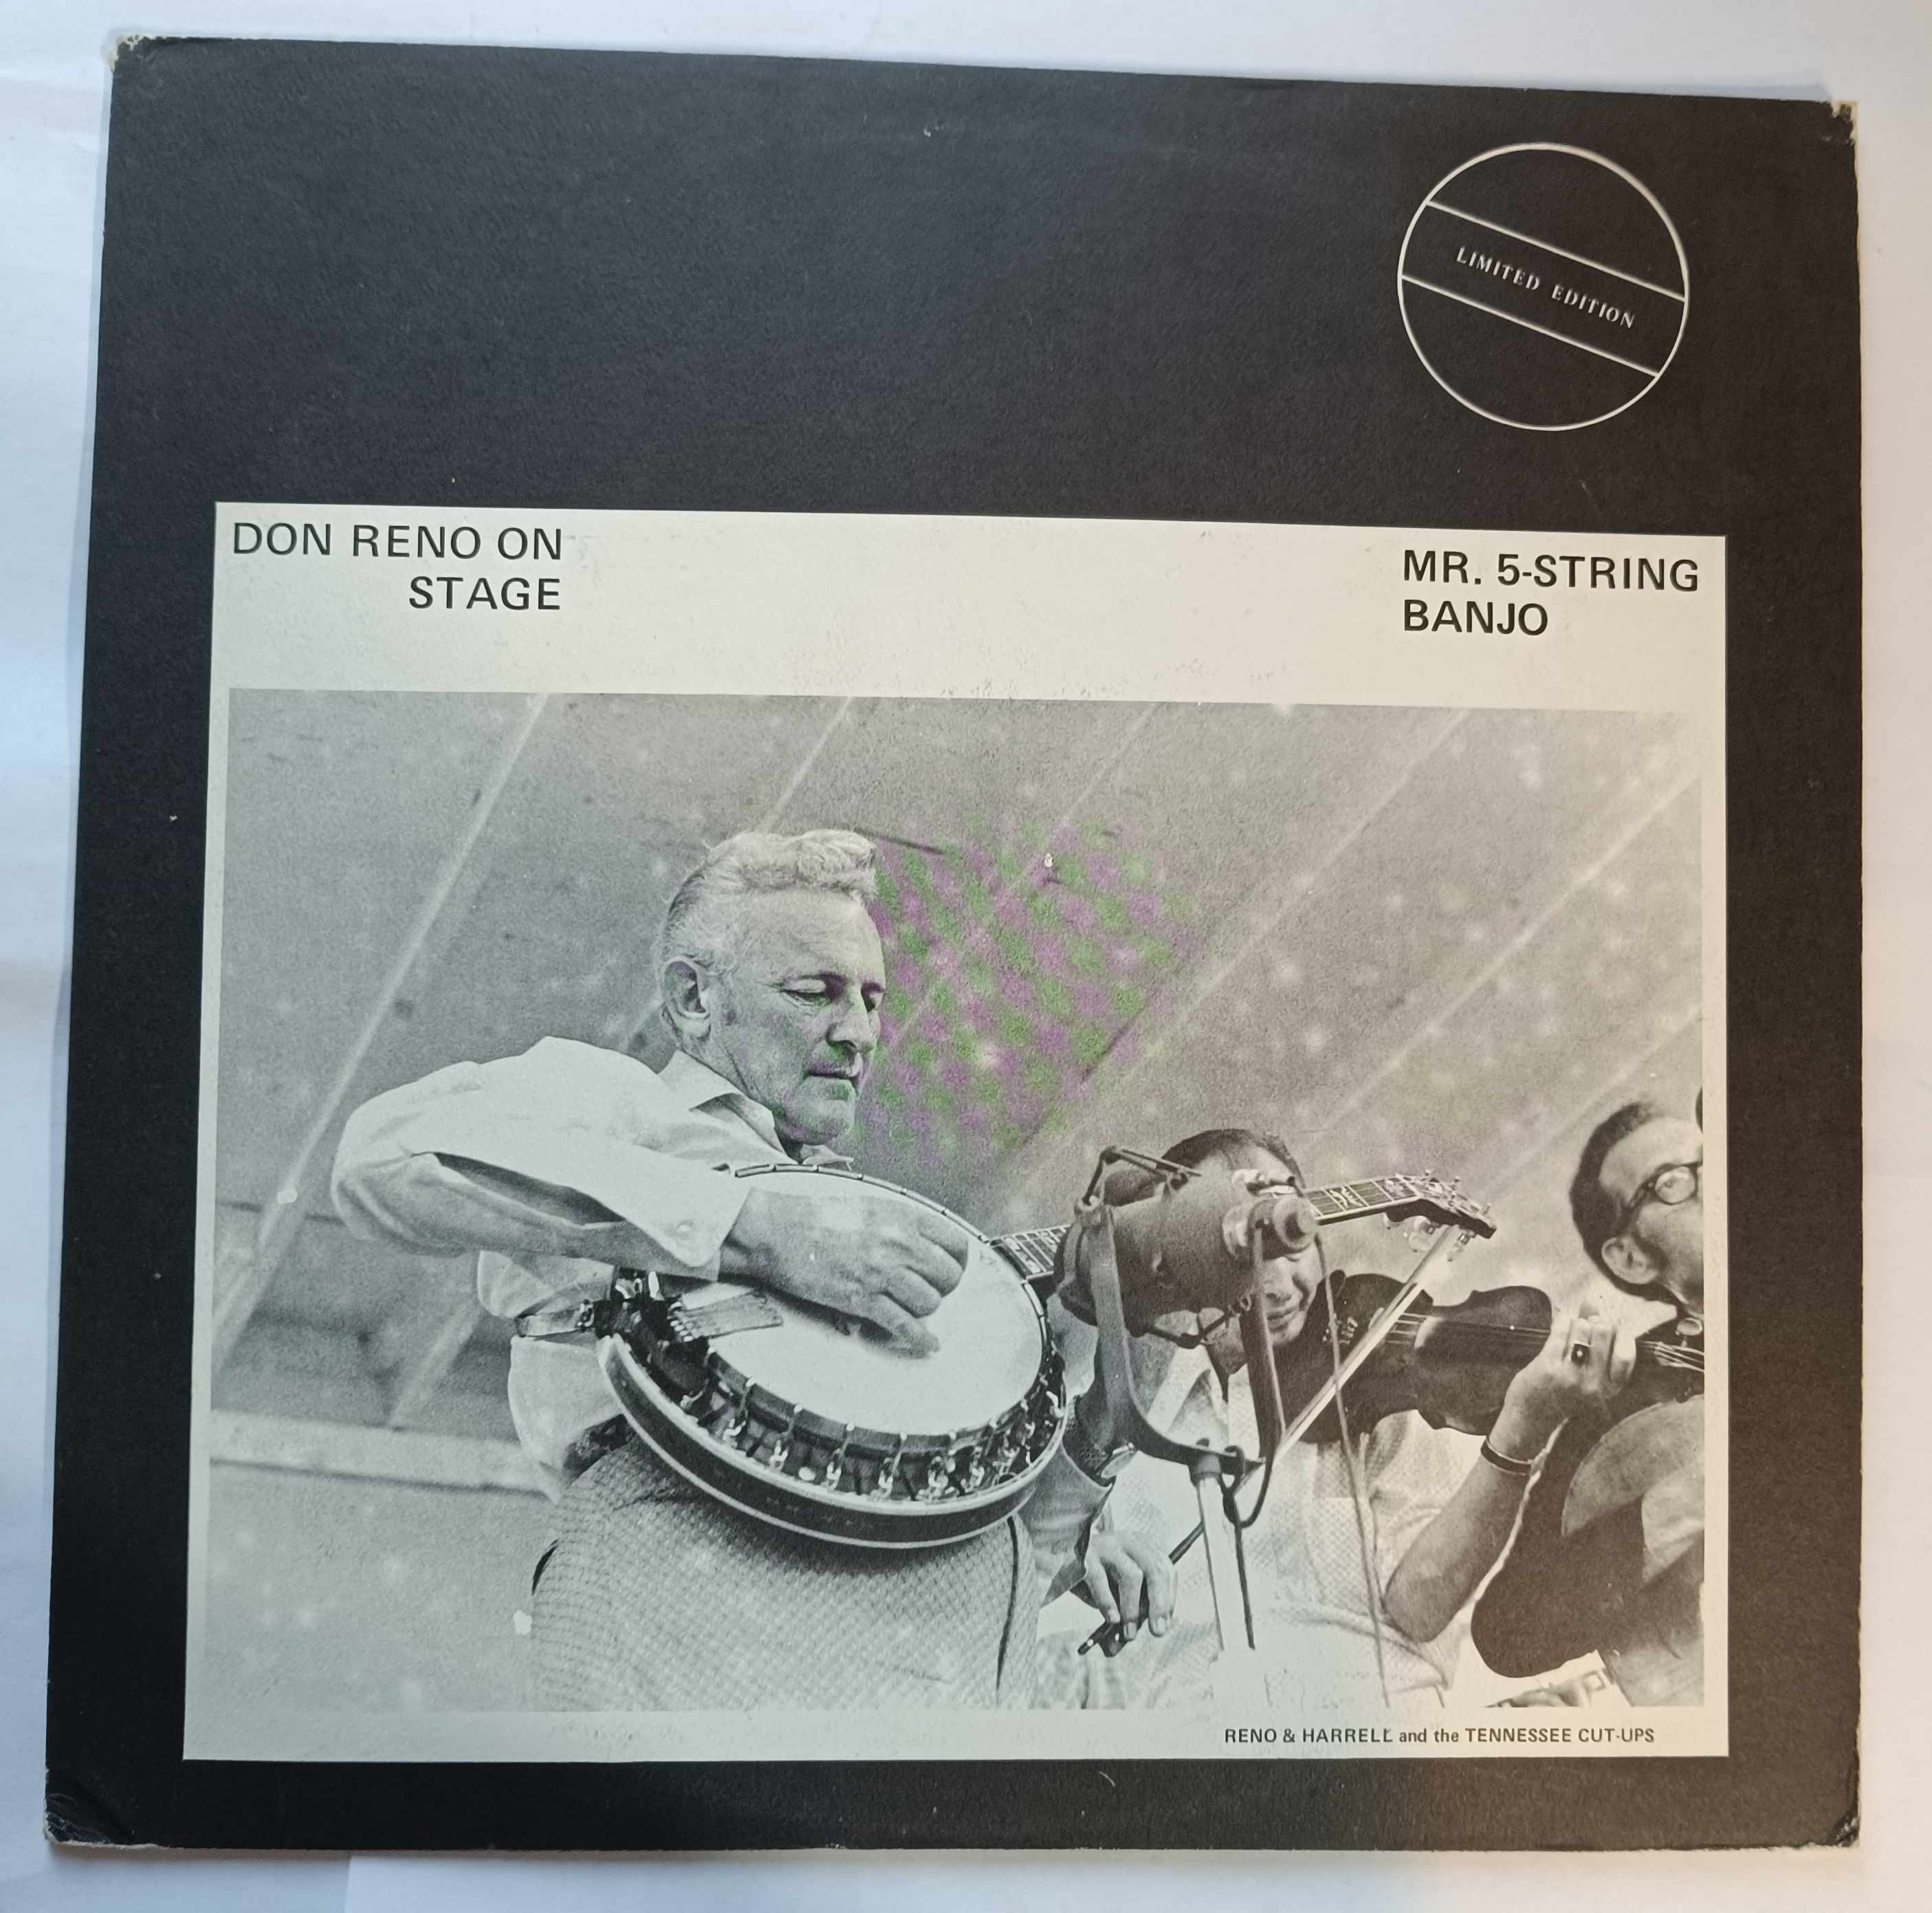 LIMITED EDITION
DON RENO ON
STAGE
MR. 5-STRING
BANJO
RENO & HARRELL and the TENNESSEE CUT-UPS